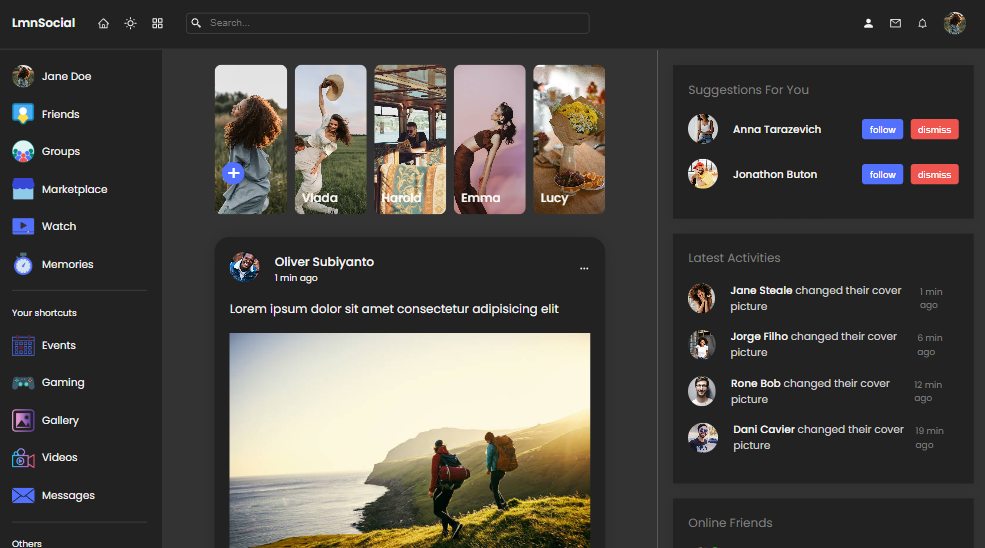 LmnSocial
Search...
Jane Doe
Friends
Groups
Marketplace
Watch
Memories
Your shortcuts
Events
Gaming
Gallery
Videos
Messages
Others
Vlada
Harold
Emma
Lucy
Oliver Subiyanto
1 min ago
...
Lorem ipsum dolor sit amet consectetur adipisicing elit
Suggestions For You
Anna Tarazevich
follow
dismiss
Jonathon Buton
follow
dismiss
Latest Activities
Jane Steale changed their cover
picture
1 min
ago
Jorge Filho changed their cover
picture
6 min
ago
Rone Bob changed their cover
picture
12 min
ago
Dani Cavier changed their cover
picture
19 min
ago
Online Friends